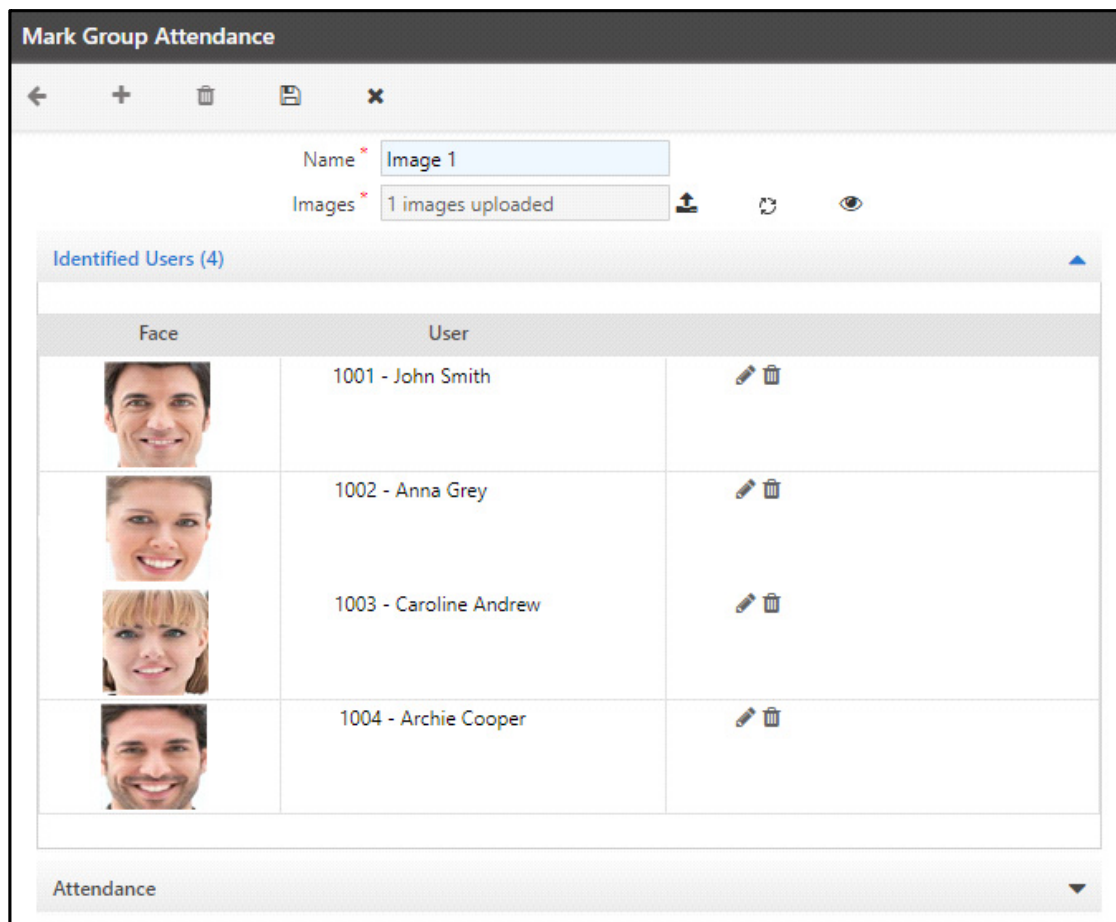 Mark Group Attendance
Name *
Image 1
Images *
1 images uploaded
Identified Users (4)
Face User
1001 - John Smith
1002 - Anna Grey
1003 - Caroline Andrew
1004 - Archie Cooper
Attendance